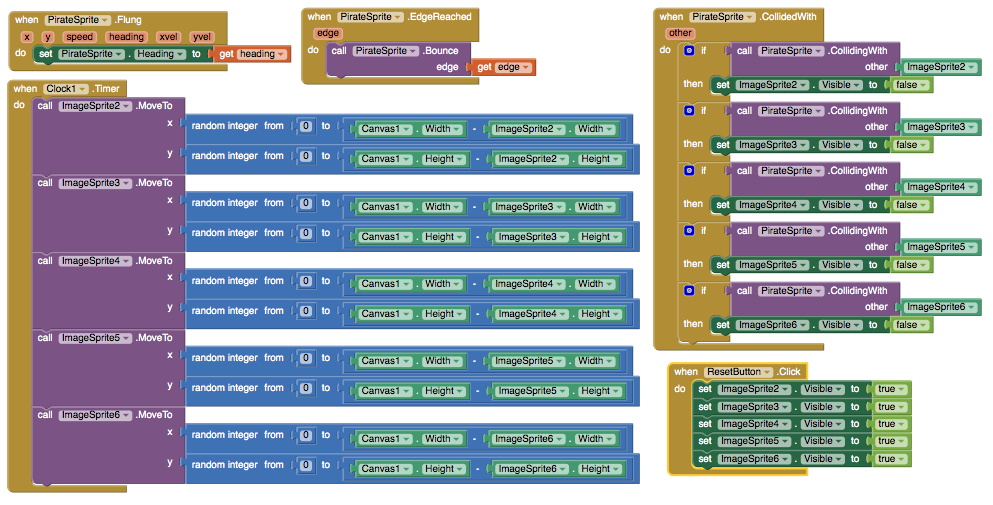 when PirateSprite . Flung
x y speed heading xvel yvel
do set PirateSprite . Heading to get heading
when PirateSprite . EdgeReached
edge
do call PirateSprite . Bounce
edge get edge
when Clock1 . Timer
do call ImageSprite2 . MoveTo
x random integer from 0 to Canvas1 . Width - ImageSprite2 . Width
y random integer from 0 to Canvas1 . Height - ImageSprite2 . Height
call ImageSprite3 . MoveTo
x random integer from 0 to Canvas1 . Width - ImageSprite3 . Width
y random integer from 0 to Canvas1 . Height - ImageSprite3 . Height
call ImageSprite4 . MoveTo
x random integer from 0 to Canvas1 . Width - ImageSprite4 . Width
y random integer from 0 to Canvas1 . Height - ImageSprite4 . Height
call ImageSprite5 . MoveTo
x random integer from 0 to Canvas1 . Width - ImageSprite5 . Width
y random integer from 0 to Canvas1 . Height - ImageSprite5 . Height
call ImageSprite6 . MoveTo
x random integer from 0 to Canvas1 . Width - ImageSprite6 . Width
y random integer from 0 to Canvas1 . Height - ImageSprite6 . Height
when PirateSprite . CollidedWith
other
do if call PirateSprite . CollidingWith
other ImageSprite2
then set ImageSprite2 . Visible to false
if call PirateSprite . CollidingWith
other ImageSprite3
then set ImageSprite3 . Visible to false
if call PirateSprite . CollidingWith
other ImageSprite4
then set ImageSprite4 . Visible to false
if call PirateSprite . CollidingWith
other ImageSprite5
then set ImageSprite5 . Visible to false
if call PirateSprite . CollidingWith
other ImageSprite6
then set ImageSprite6 . Visible to false
when ResetButton . Click
do set ImageSprite2 . Visible to true
set ImageSprite3 . Visible to true
set ImageSprite4 . Visible to true
set ImageSprite5 . Visible to true
set ImageSprite6 . Visible to true